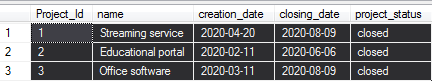 Project_Id name creation_date closing_date project_status
1 1 Streaming service 2020-04-20 2020-08-09 closed
2 2 Educational portal 2020-02-11 2020-06-06 closed
3 3 Office software 2020-03-11 2020-08-09 closed